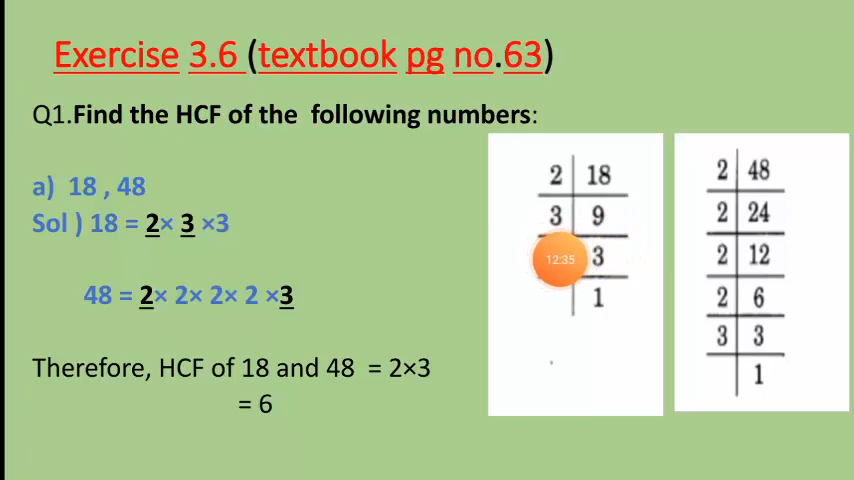 Exercise 3.6 (textbook pg no.63)
Q1.Find the HCF of the following numbers:
a) 18 , 48
Sol ) 18 = 2× 3 ×3
48 = 2× 2× 2× 2 ×3
Therefore, HCF of 18 and 48 = 2×3
= 6
2 18
3 9
12:35 3
1
2 48
2 24
2 12
2 6
3 3
1